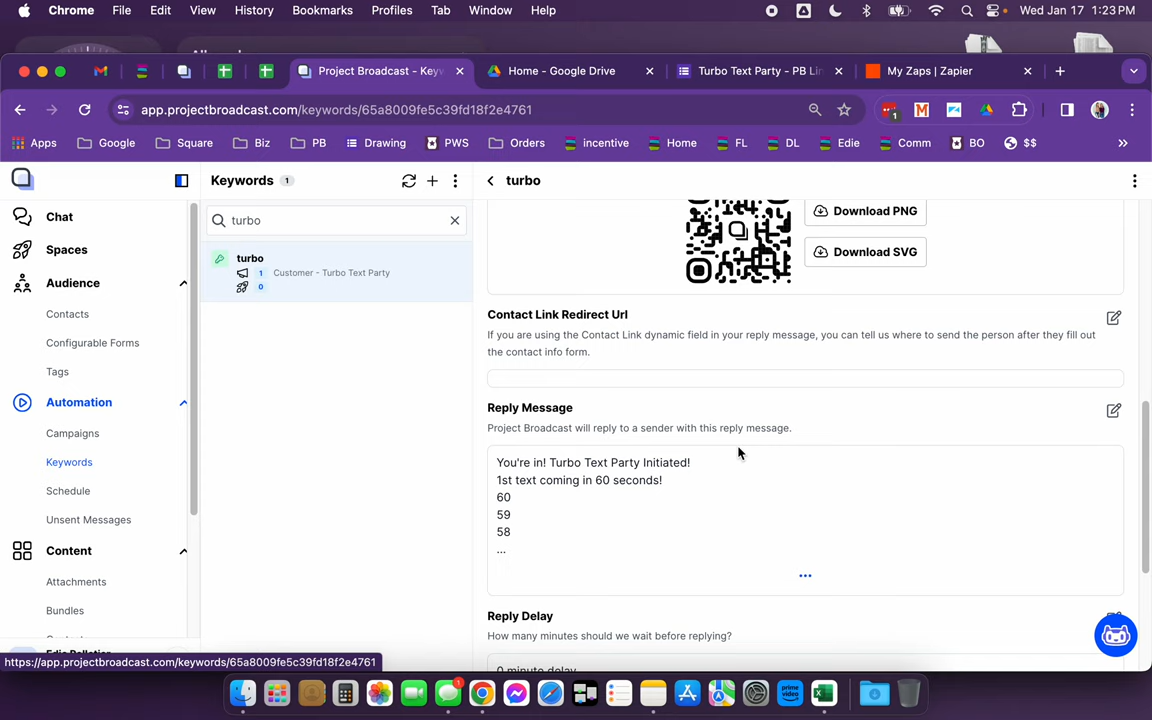 Chrome File Edit View History Bookmarks Profiles Tab Window Help Wed Jan 17 1:23 PM
Project Broadcast - Keyw Home - Google Drive Turbo Text Party - PB Lin My Zaps | Zapier
app.projectbroadcast.com/keywords/65a8009fe5c39fd18f2e4761
Apps Google Square Biz PB Drawing PWS Orders incentive Home FL DL Edie Comm BO $$
Keywords 1
turbo
Chat
turbo
Spaces
turbo
1 Customer - Turbo Text Party
0
Audience
Contacts
Configurable Forms
Tags
Automation
Campaigns
Keywords
Schedule
Unsent Messages
Content
Attachments
Bundles
Download PNG
Download SVG
Contact Link Redirect Url
If you are using the Contact Link dynamic field in your reply message, you can tell us where to send the person after they fill out
the contact info form.
Reply Message
Project Broadcast will reply to a sender with this reply message.
You're in! Turbo Text Party Initiated!
1st text coming in 60 seconds!
60
59
58
...
...
Reply Delay
How many minutes should we wait before replying?
0 minute delay
https://app.projectbroadcast.com/keywords/65a8009fe5c39fd18f2e4761